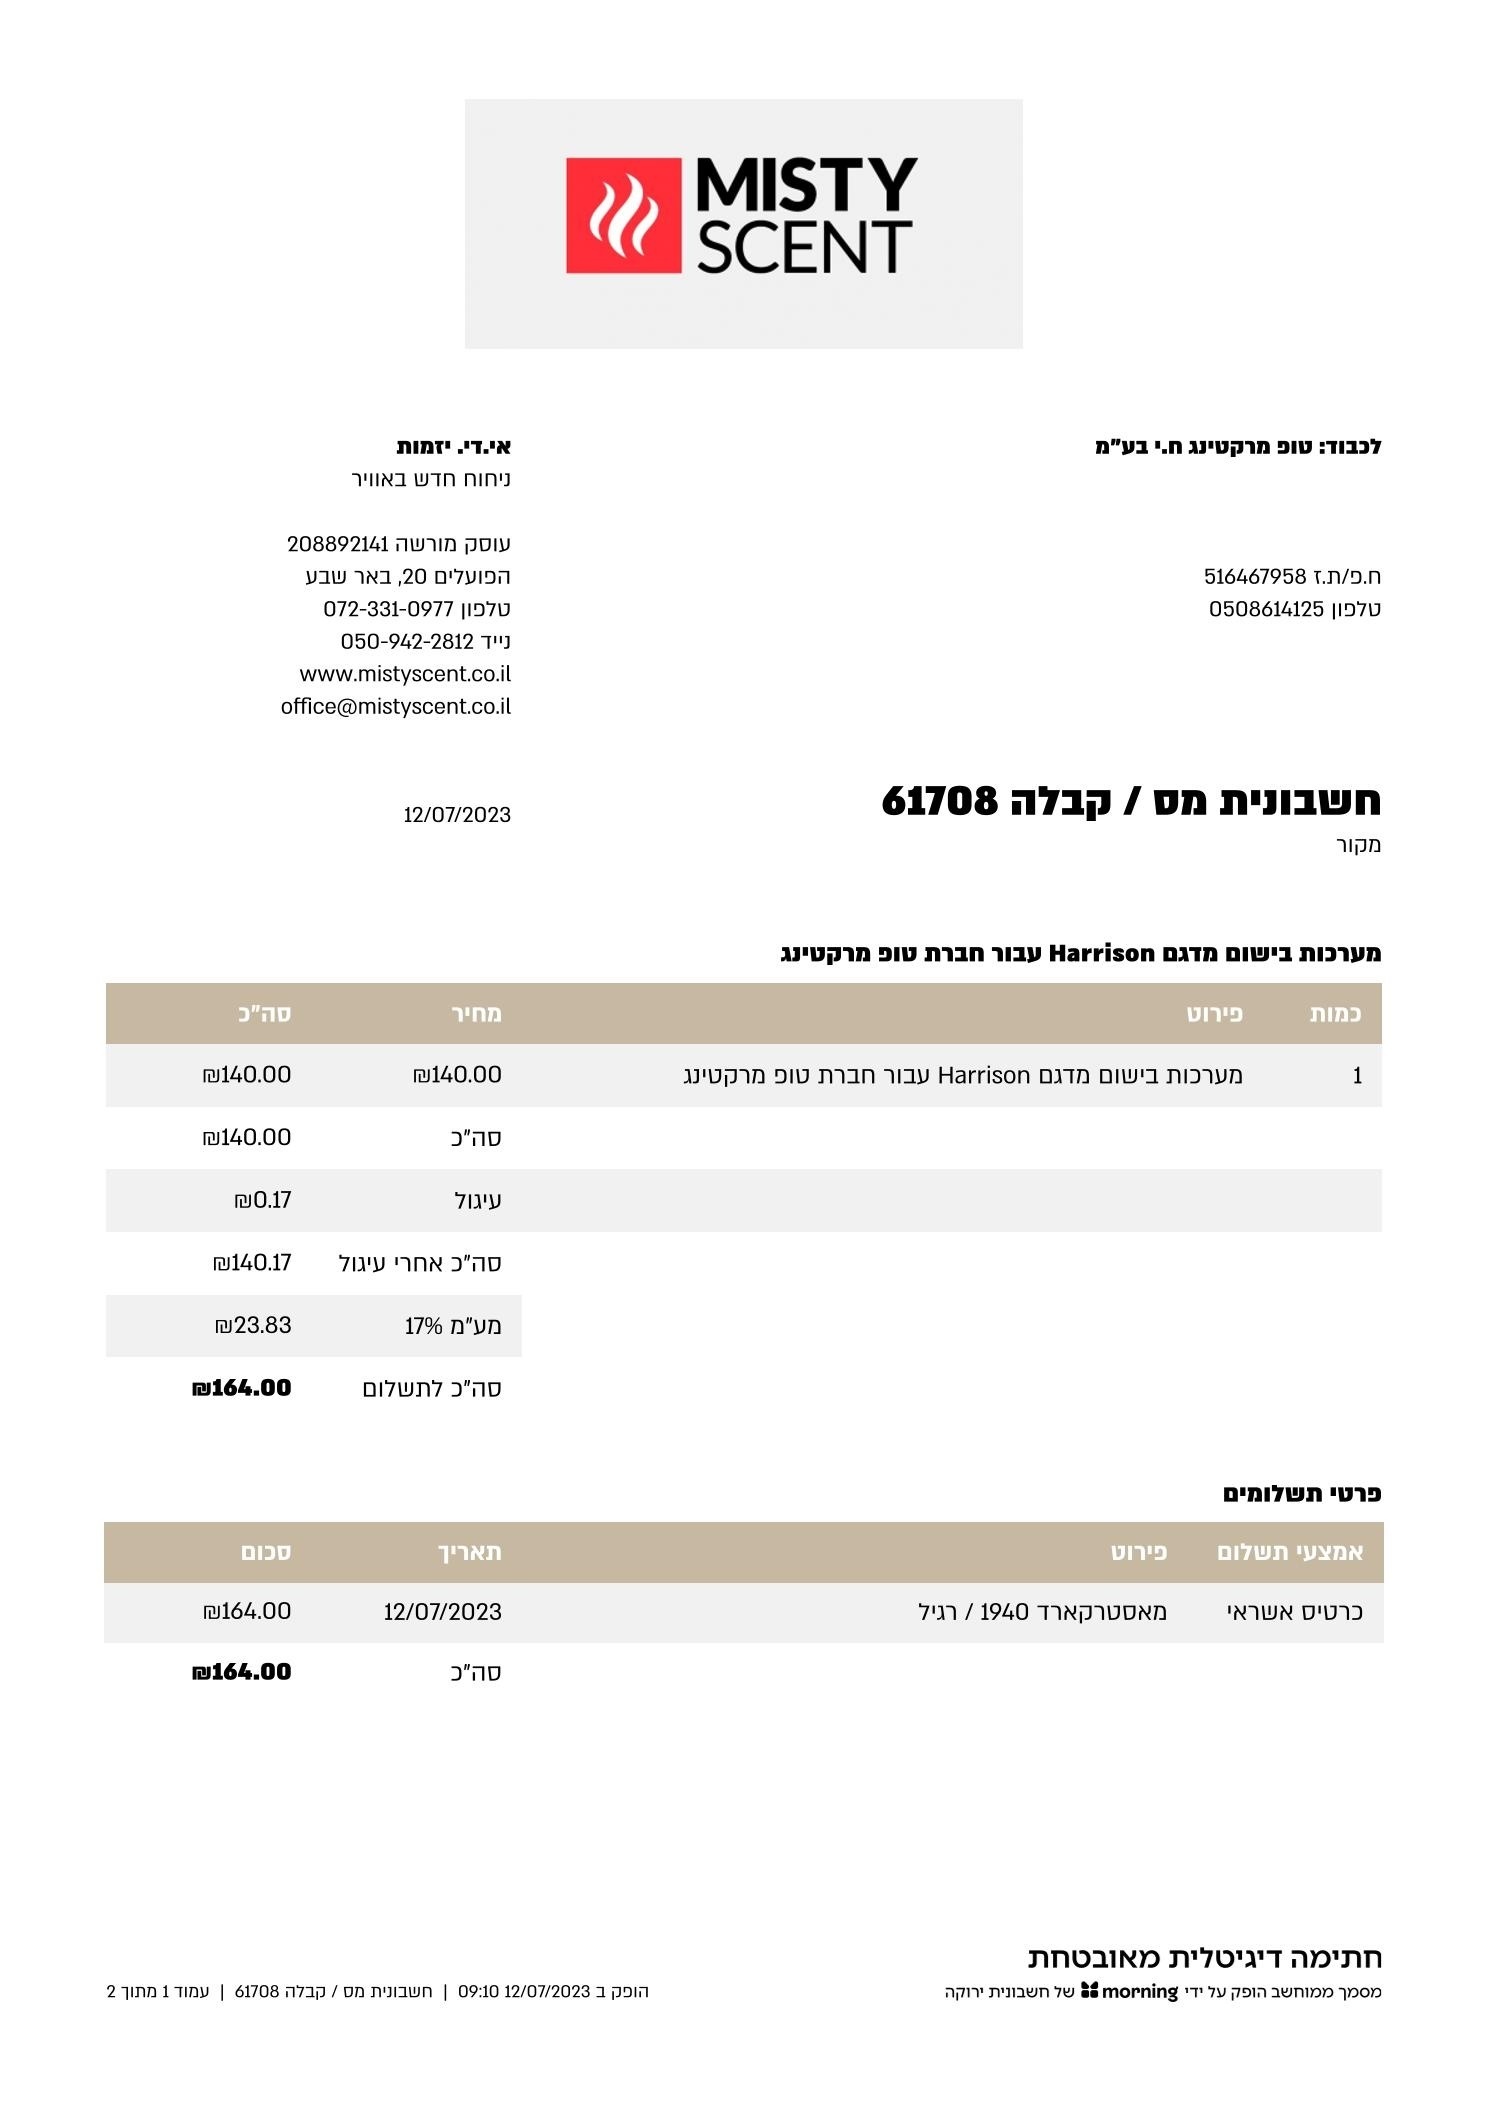 MISTY
SCENT
לכבוד: טופ מרקטינג ח.י בע"מ
ח.פ/ת.ז 516467958
טלפון 0508614125
אי.די. יזמות
ניחוח חדש באוויר
עוסק מורשה 208892141
הפועלים 20, באר שבע
טלפון 072-331-0977
נייד 050-942-2812
www.mistyscent.co.il
office@mistyscent.co.il
חשבונית מס / קבלה 61708
12/07/2023
מקור
מערכות בישום מדגם Harrison עבור חברת טופ מרקטינג
כמות פירוט מחיר סה"כ
1 מערכות בישום מדגם Harrison עבור חברת טופ מרקטינג ₪140.00 ₪140.00
סה"כ ₪140.00
עיגול ₪0.17
סה"כ אחרי עיגול ₪140.17
מע"מ 17% ₪23.83
סה"כ לתשלום ₪164.00
פרטי תשלומים
אמצעי תשלום פירוט תאריך סכום
כרטיס אשראי מאסטרקארד 1940 / רגיל 12/07/2023 ₪164.00
סה"כ ₪164.00
חתימה דיגיטלית מאובטחת
מסמך ממוחשב הופק על ידי morning של חשבונית ירוקה
הופק ב 12/07/2023 09:10 | חשבונית מס / קבלה 61708 | עמוד 1 מתוך 2